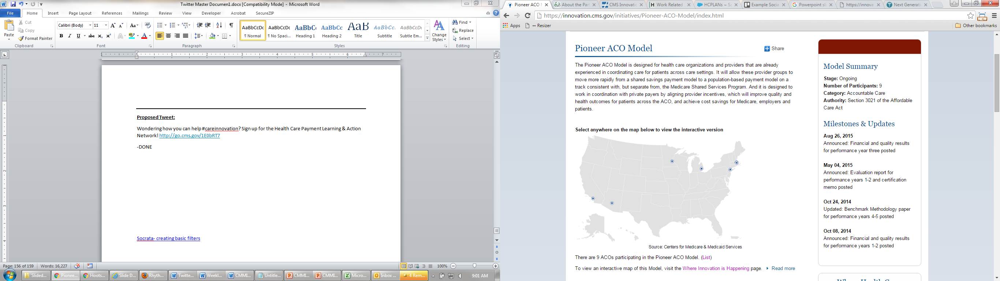 Twitter Master Documen1.docx [Compatibility Mode] - Microsoft Word
File Home Insert Page Layout References Mailings Review View Developer Acrobat SecureZIP
Paste
Cut
Copy
Format Painter
Clipboard
Calibri (Body) 11
Font
Paragraph
AaBbCcDc AaBbCcDc AaBbC AaBbCc AaB AaBbCc. AaBbCcDc
¶ Normal ¶ No Spaci... Heading 1 Heading 2 Title Subtitle Subtle Em...
Styles
Change
Styles
Find
Replace
Select
Editing
Proposed Tweet:
Wondering how you can help #careinnovation? Sign up for the Health Care Payment Learning & Action
Network! http://go.cms.gov/1E0bRT7
-DONE
Socrata- creating basic filters
Page: 156 of 159 Words: 16,227 100%
Slided... Pionee... Hoots... Slide D... Rhyth... Twitte... Weekl... CMMI... Untitle... CMMI... CMMI... Micro... Inbox ... 4 Rem... 9:01 AM
Pioneer ACO About the Par CMS Innovatio Work Related HCPLANs ~ S Example Socia Powerpoint sli https://innova Next Generati
https://innovation.cms.gov/initiatives/Pioneer-ACO-Model/index.html
NEW
Apps ↔ Resizer Other bookmarks
Pioneer ACO Model
Share
The Pioneer ACO Model is designed for health care organizations and providers that are already
experienced in coordinating care for patients across care settings. It will allow these provider groups to
move more rapidly from a shared savings payment model to a population-based payment model on a
track consistent with, but separate from, the Medicare Shared Services Program. And it is designed to
work in coordination with private payers by aligning provider incentives, which will improve quality and
health outcomes for patients across the ACO, and achieve cost savings for Medicare, employers and
patients.
Select anywhere on the map below to view the interactive version
Source: Centers for Medicare & Medicaid Services
There are 9 ACOs participating in the Pioneer ACO Model. (List)
To view an interactive map of this Model, visit the Where Innovation is Happening page. Read more
Model Summary
Stage: Ongoing
Number of Participants: 9
Category: Accountable Care
Authority: Section 3021 of the Affordable
Care Act
Milestones & Updates
Aug 26, 2015
Announced: Financial and quality results
for performance year three posted
May 04, 2015
Announced: Evaluation report for
performance years 1-2 and certification
memo posted
Oct 24, 2014
Updated: Benchmark Methodology paper
for performance years 4-5 posted
Oct 08, 2014
Announced: Financial and quality results
for performance years 1-2 posted